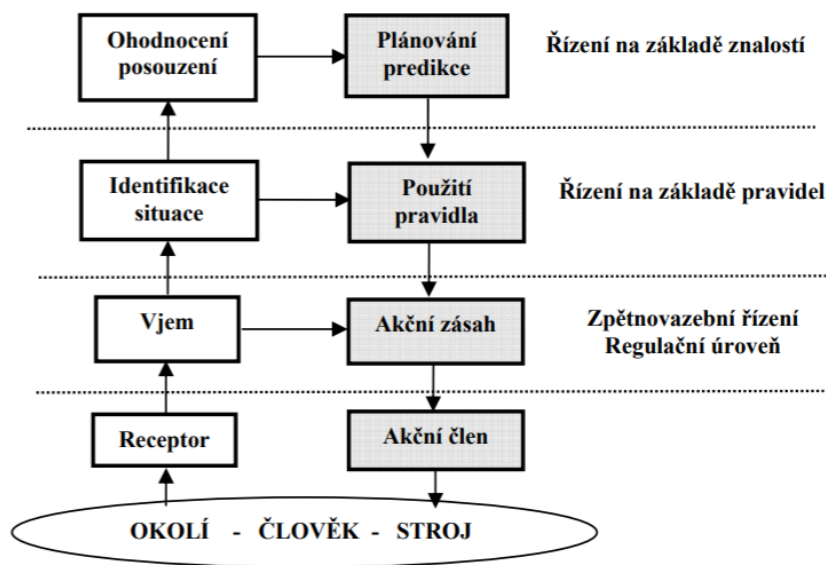 Ohodnocení
posouzení
Plánování
predikce
Řízení na základě znalostí
Identifikace
situace
Použití
pravidla
Řízení na základě pravidel
Vjem
Akční zásah
Zpětnovazební řízení
Regulační úroveň
Receptor
Akční člen
OKOLÍ - ČLOVĚK - STROJ